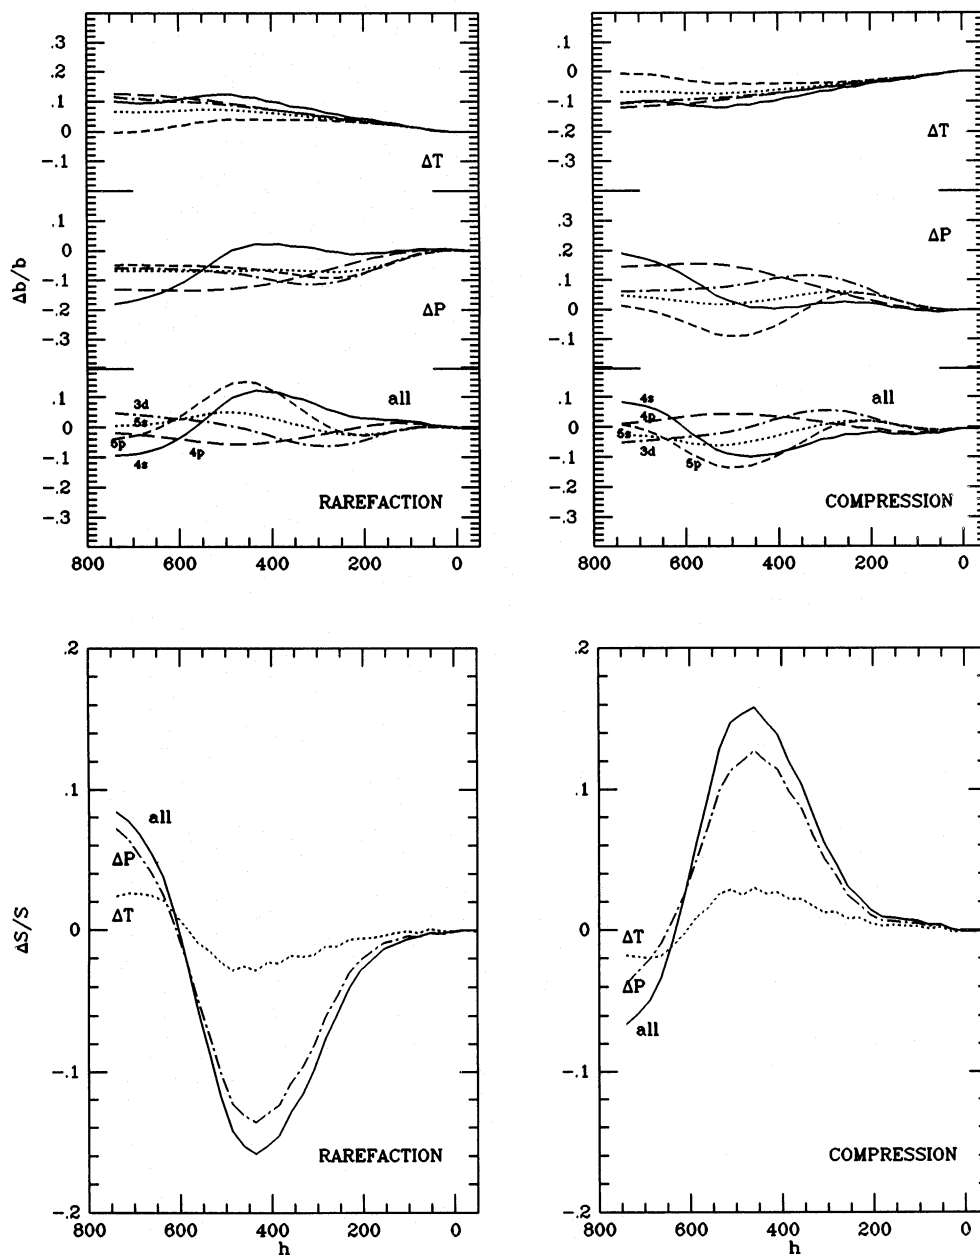 .3
.2
0.1
0
-.1
ΔT
.1
0
-.1
-.2
-.3
ΔP
Δb/b
.1
0
-.1
-.2
-.3
all
3d
5s
5p
4s
4p
RAREFACTION
800 600 400 200 0
.1
0
-.1
-.2
-.3
ΔT
.3
.2
.1
0
-.1
ΔP
.1
0
-.1
-.2
-.3
all
4s
4p
5s
3d
5p
COMPRESSION
800 600 400 200 0
.2
.1
0
-.1
-.2
ΔS/S
all
ΔP
ΔT
RAREFACTION
800 600 400 200 0
h
.2
.1
0
-.1
-.2
ΔT
ΔP
all
COMPRESSION
800 600 400 200 0
h